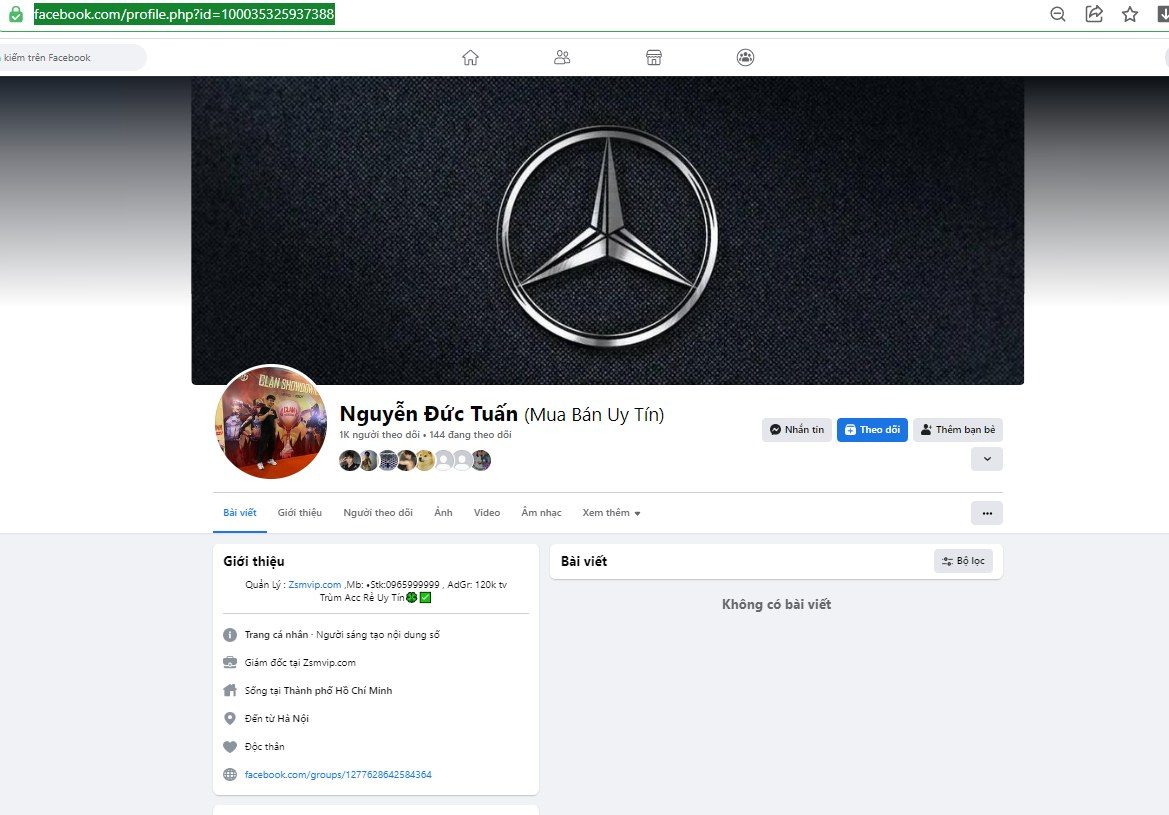 facebook.com/profile.php?id=100035325937388
kiếm trên Facebook
CLAN SHOWDOWN
CLAN
Nguyễn Đức Tuấn (Mua Bán Uy Tín)
1K người theo dõi • 144 đang theo dõi
Nhắn tin
Theo dõi
Thêm bạn bè
Bài viết
Giới thiệu
Người theo dõi
Ảnh
Video
Âm nhạc
Xem thêm
Giới thiệu
Quản Lý : Zsmvip.com ,Mb: •Stk:0965999999 , AdGr: 120k tv
Trùm Acc Rẻ Uy Tín🍀✅
Trang cá nhân · Người sáng tạo nội dung số
Giám đốc tại Zsmvip.com
Sống tại Thành phố Hồ Chí Minh
Đến từ Hà Nội
Độc thân
facebook.com/groups/1277628642584364
Bài viết
Bộ lọc
Không có bài viết